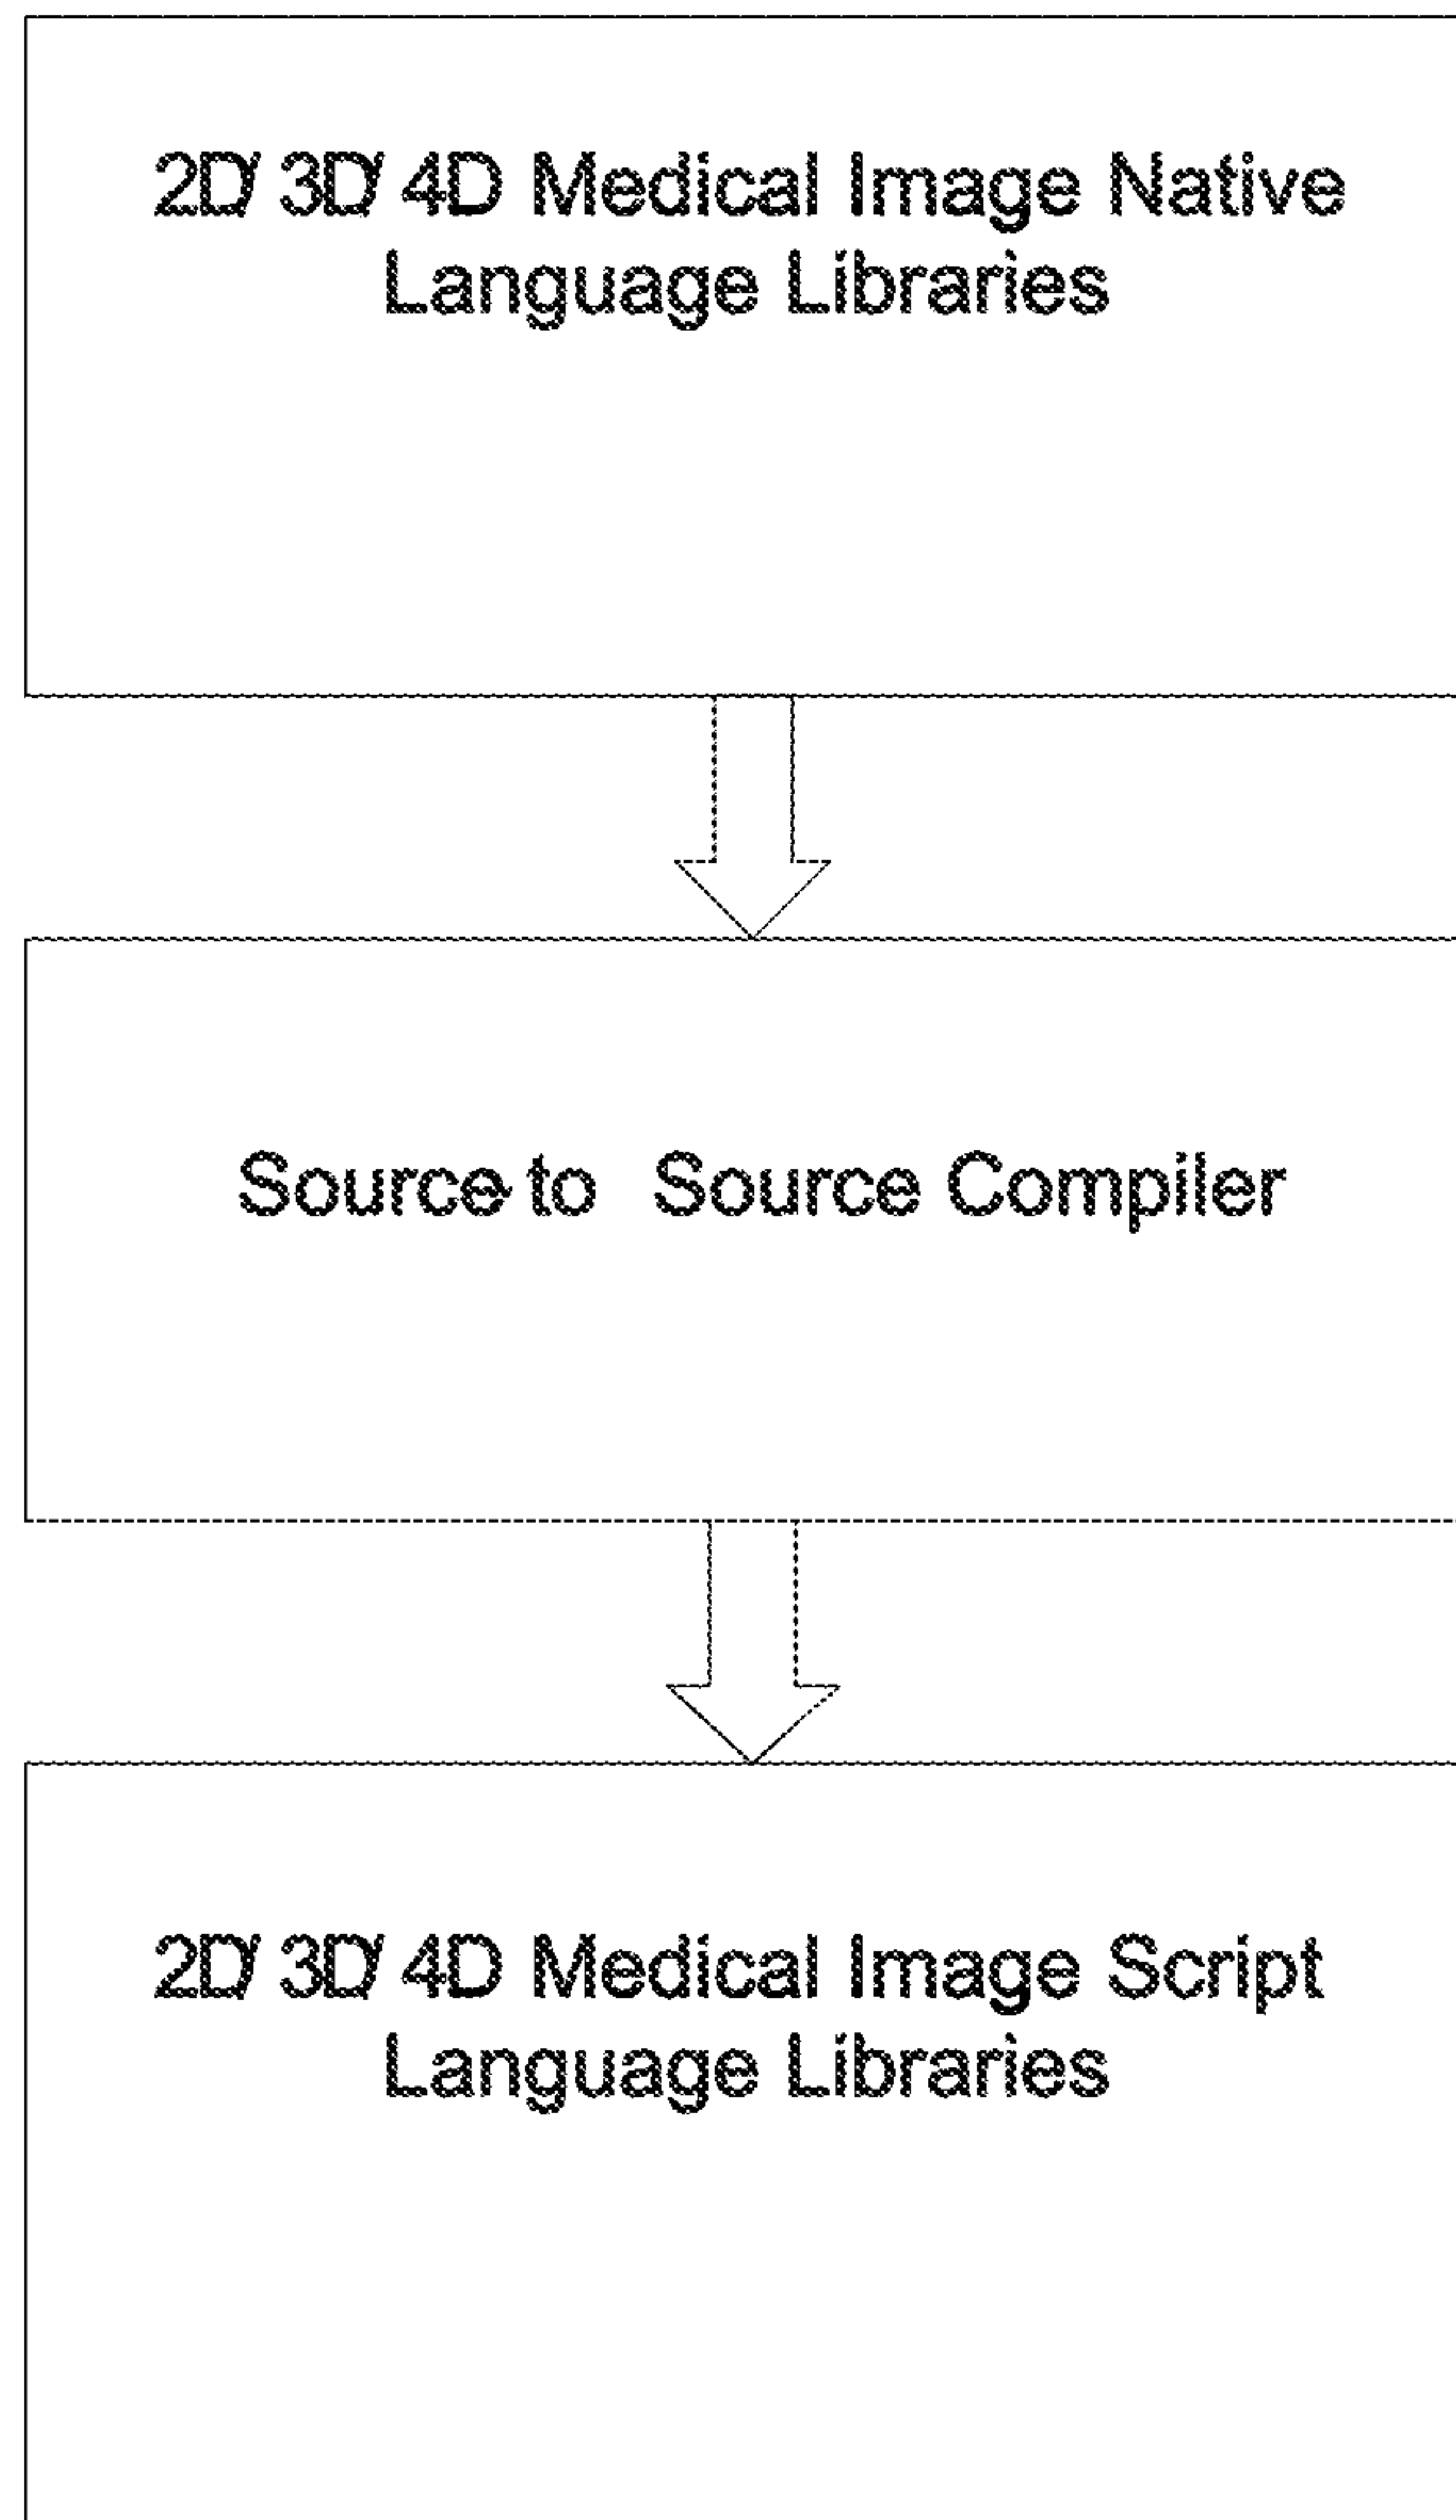 2D/ 3D/ 4D Medical Image Native
Language Libraries
Source to Source Compiler
2D/ 3D/ 4D Medical Image Script
Language Libraries